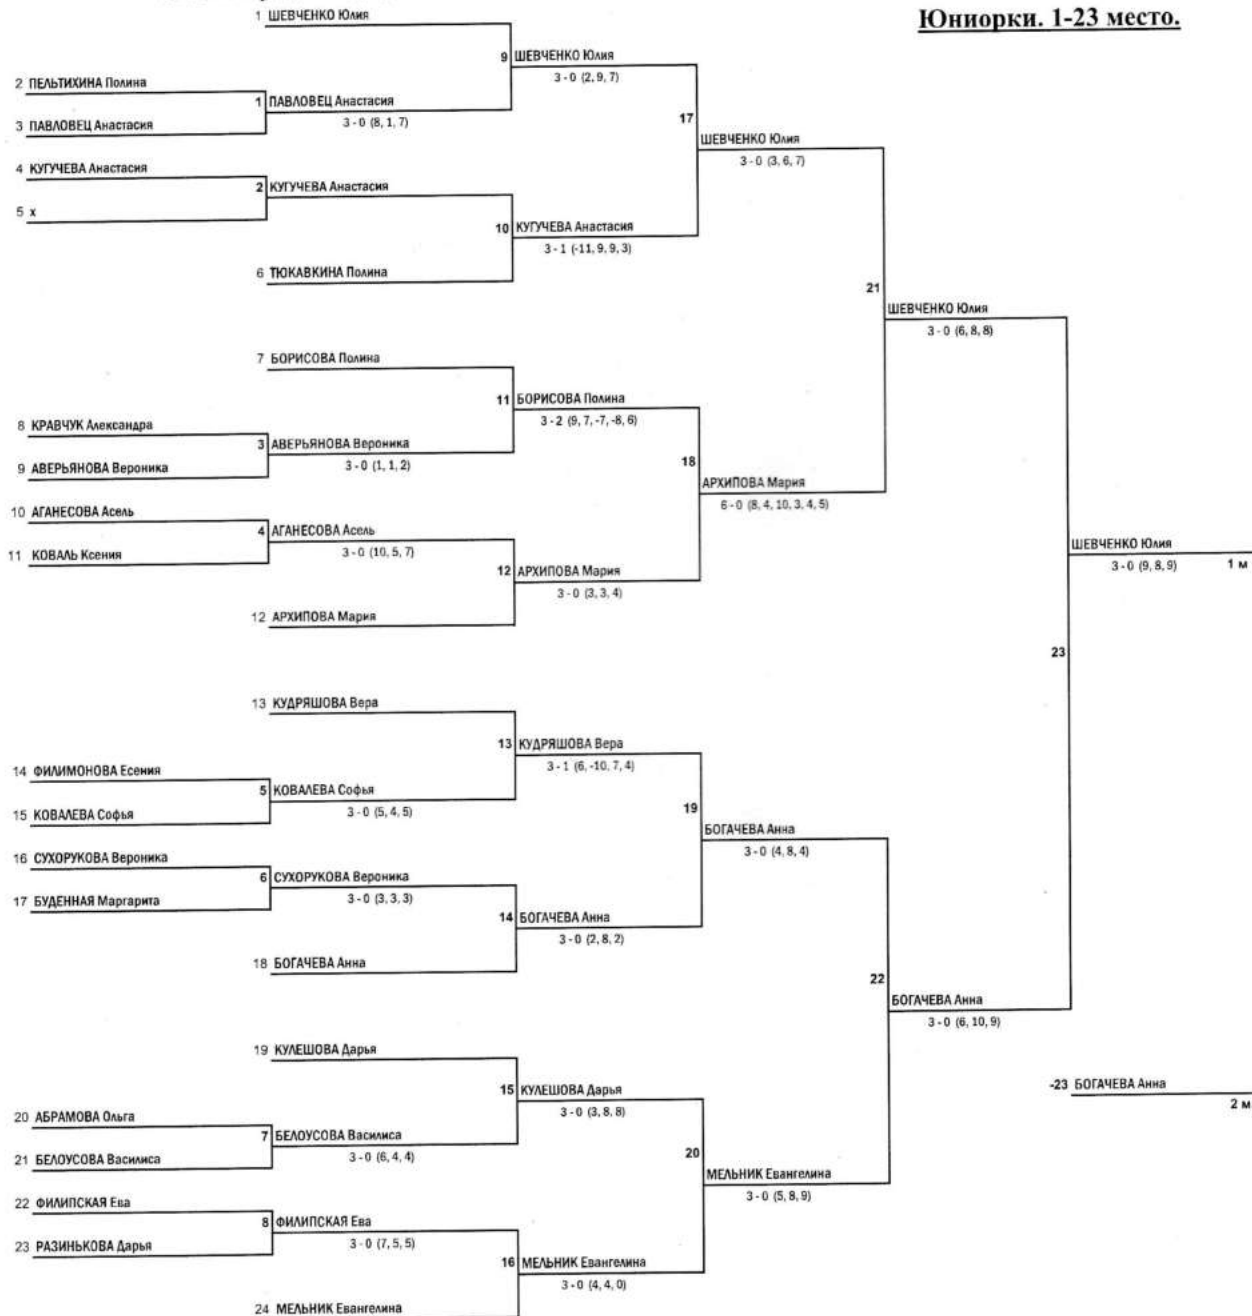 Юниорки. 1-23 место.
1 ШЕВЧЕНКО Юлия
9 ШЕВЧЕНКО Юлия
3 - 0 (2, 9, 7)
2 ПЕЛЬТИХИНА Полина
1 ПАВЛОВЕЦ Анастасия
3 - 0 (8, 1, 7)
3 ПАВЛОВЕЦ Анастасия
17
ШЕВЧЕНКО Юлия
3 - 0 (3, 6, 7)
4 КУГУЧЕВА Анастасия
2 КУГУЧЕВА Анастасия
5 x
10 КУГУЧЕВА Анастасия
3 - 1 (-11, 9, 9, 3)
6 ТЮКАВКИНА Полина
21
ШЕВЧЕНКО Юлия
3 - 0 (6, 8, 8)
7 БОРИСОВА Полина
11 БОРИСОВА Полина
3 - 2 (9, 7, -7, -8, 6)
8 КРАВЧУК Александра
3 АВЕРЬЯНОВА Вероника
3 - 0 (1, 1, 2)
9 АВЕРЬЯНОВА Вероника
18
АРХИПОВА Мария
6 - 0 (8, 4, 10, 3, 4, 5)
10 АГАНЕСОВА Асель
4 АГАНЕСОВА Асель
3 - 0 (10, 5, 7)
11 КОВАЛЬ Ксения
12 АРХИПОВА Мария
3 - 0 (3, 3, 4)
12 АРХИПОВА Мария
ШЕВЧЕНКО Юлия
3 - 0 (9, 8, 9)
1 м
23
13 КУДРЯШОВА Вера
13 КУДРЯШОВА Вера
3 - 1 (6, -10, 7, 4)
14 ФИЛИМОНОВА Есения
5 КОВАЛЕВА Софья
3 - 0 (5, 4, 5)
15 КОВАЛЕВА Софья
19
БОГАЧЕВА Анна
3 - 0 (4, 8, 4)
16 СУХОРУКОВА Вероника
6 СУХОРУКОВА Вероника
3 - 0 (3, 3, 3)
17 БУДЕННАЯ Маргарита
14 БОГАЧЕВА Анна
3 - 0 (2, 8, 2)
18 БОГАЧЕВА Анна
22
БОГАЧЕВА Анна
3 - 0 (6, 10, 9)
19 КУЛЕШОВА Дарья
15 КУЛЕШОВА Дарья
3 - 0 (3, 8, 8)
-23 БОГАЧЕВА Анна
2 м
20 АБРАМОВА Ольга
7 БЕЛОУСОВА Василиса
3 - 0 (6, 4, 4)
21 БЕЛОУСОВА Василиса
20
МЕЛЬНИК Евангелина
3 - 0 (5, 8, 9)
22 ФИЛИПСКАЯ Ева
8 ФИЛИПСКАЯ Ева
3 - 0 (7, 5, 5)
23 РАЗИНЬКОВА Дарья
16 МЕЛЬНИК Евангелина
3 - 0 (4, 4, 0)
24 МЕЛЬНИК Евангелина